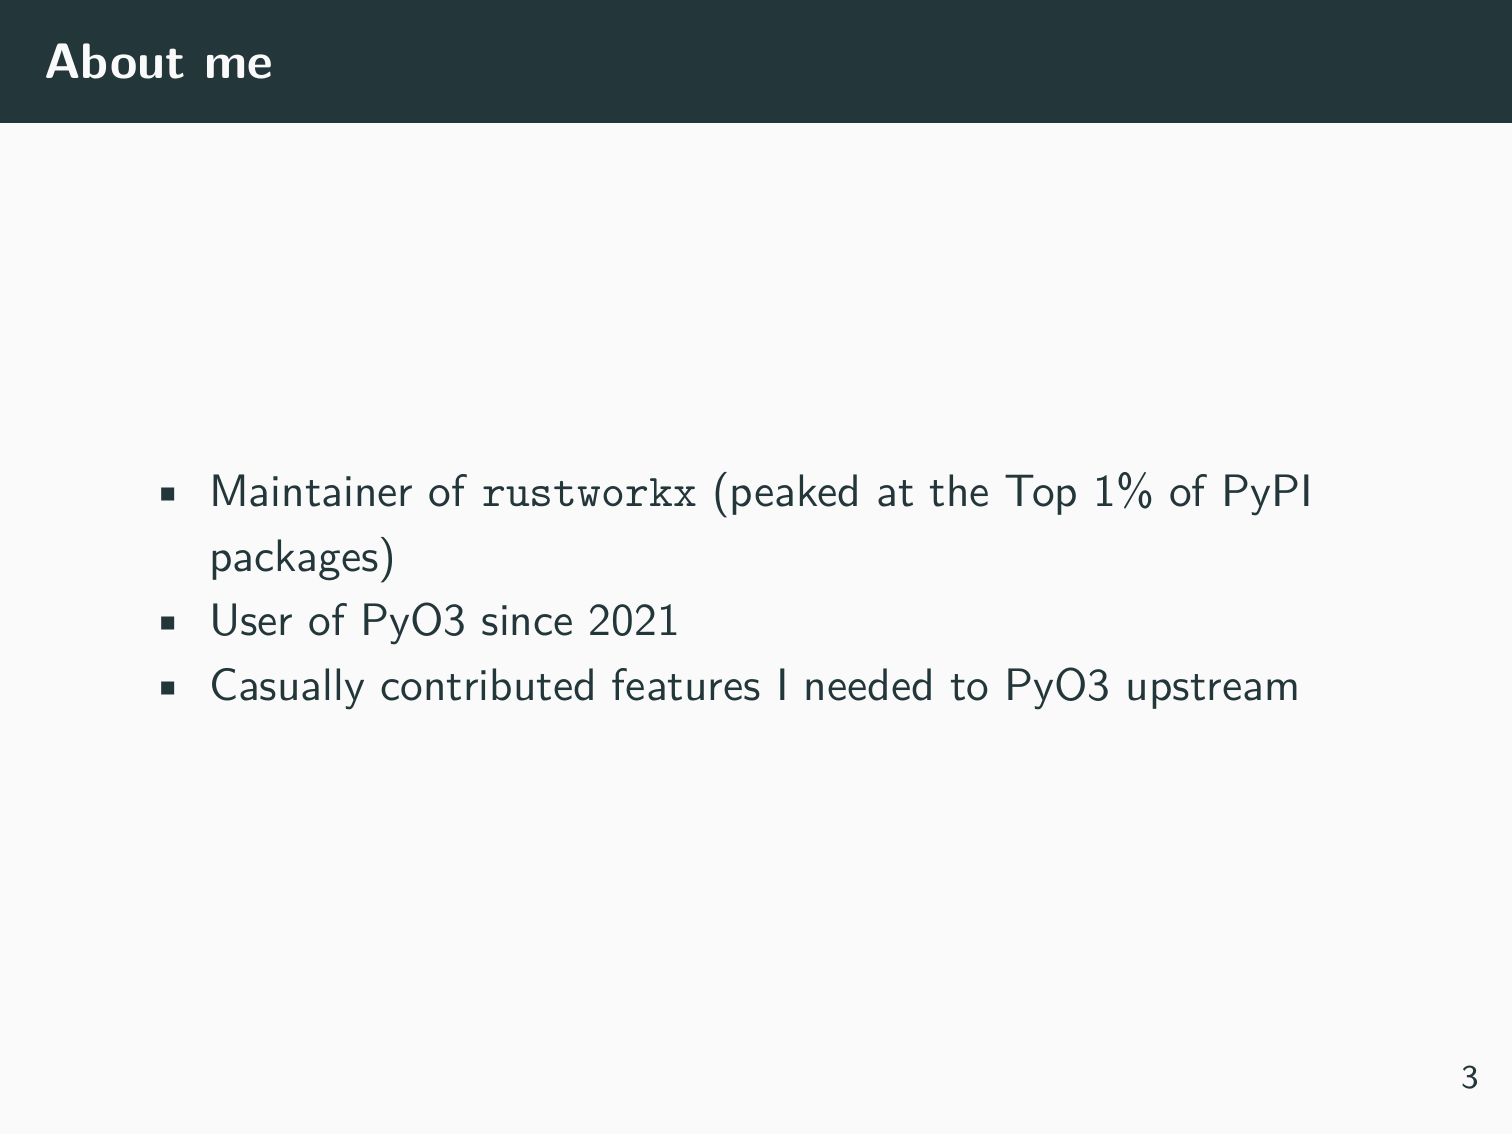 About me
▪ Maintainer of rustworkx (peaked at the Top 1% of PyPI
packages)
▪ User of PyO3 since 2021
▪ Casually contributed features I needed to PyO3 upstream
3